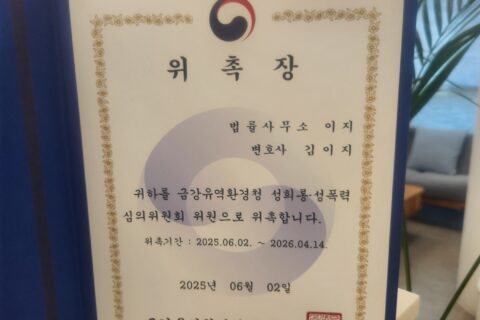 위 촉 장
법률사무소 이지
변호사 김이지
귀하를 금강유역환경청 성희롱·성폭력
심의위원회 위원으로 위촉합니다.
위촉기간 : 2025.06.02. ~ 2026.04.14.
2025년 06월 02일